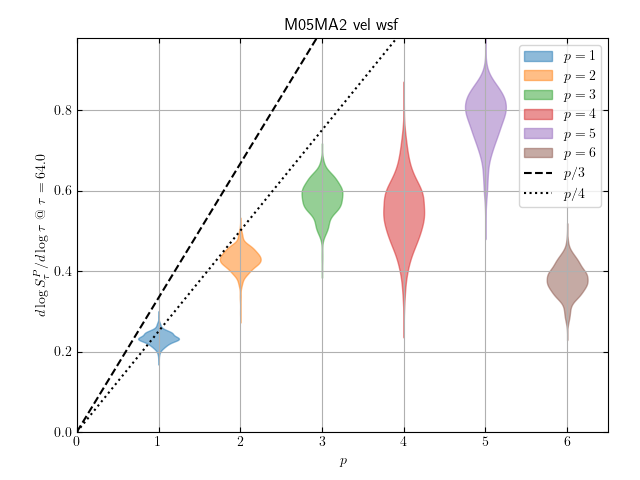 M05MA2 vel wsf
d log S_τ^P / d log τ @ τ = 64.0
0.8
0.6
0.4
0.2
0.0
0 1 2 3 4 5 6
p
p = 1
p = 2
p = 3
p = 4
p = 5
p = 6
p/3
p/4